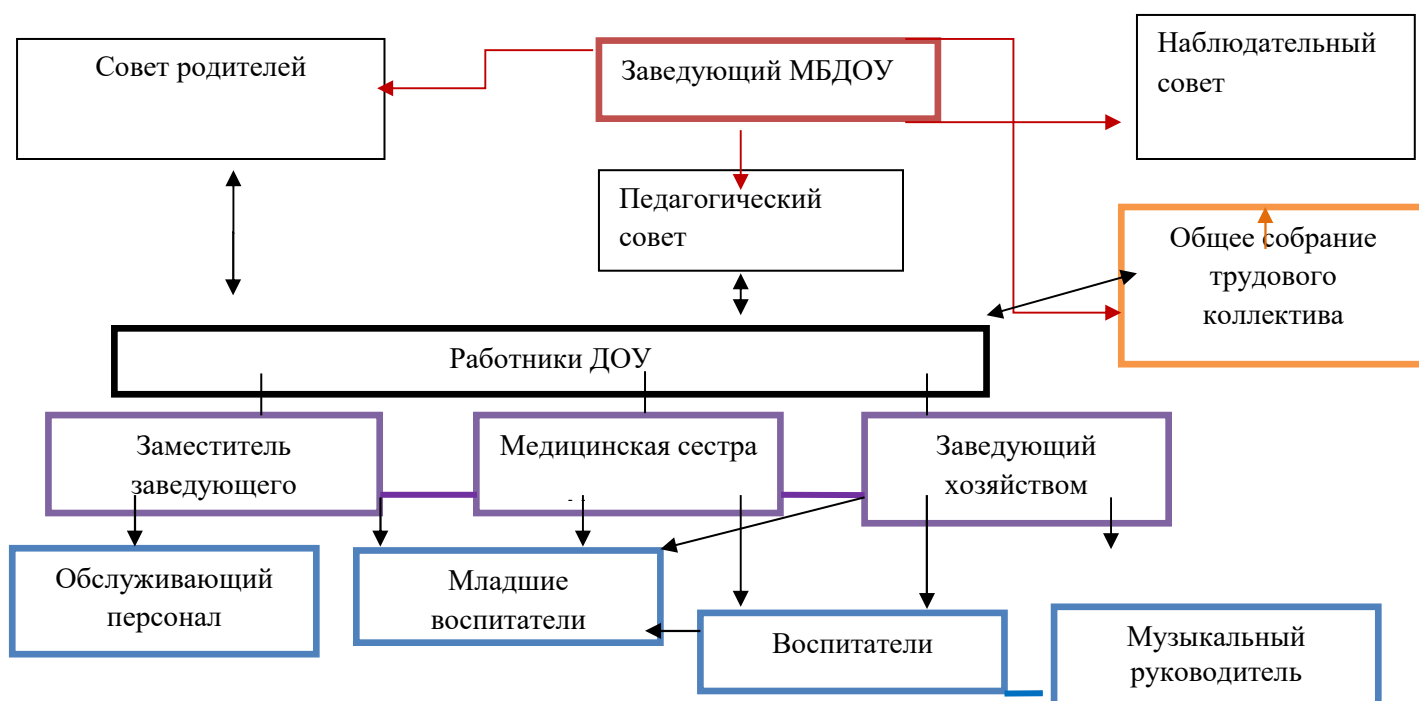 Совет родителей
Заведующий МБДОУ
Наблюдательный
совет
Педагогический
совет
Общее собрание
трудового
коллектива
Работники ДОУ
Заместитель
заведующего
Медицинская сестра
Заведующий
хозяйством
Обслуживающий
персонал
Младшие
воспитатели
Воспитатели
Музыкальный
руководитель